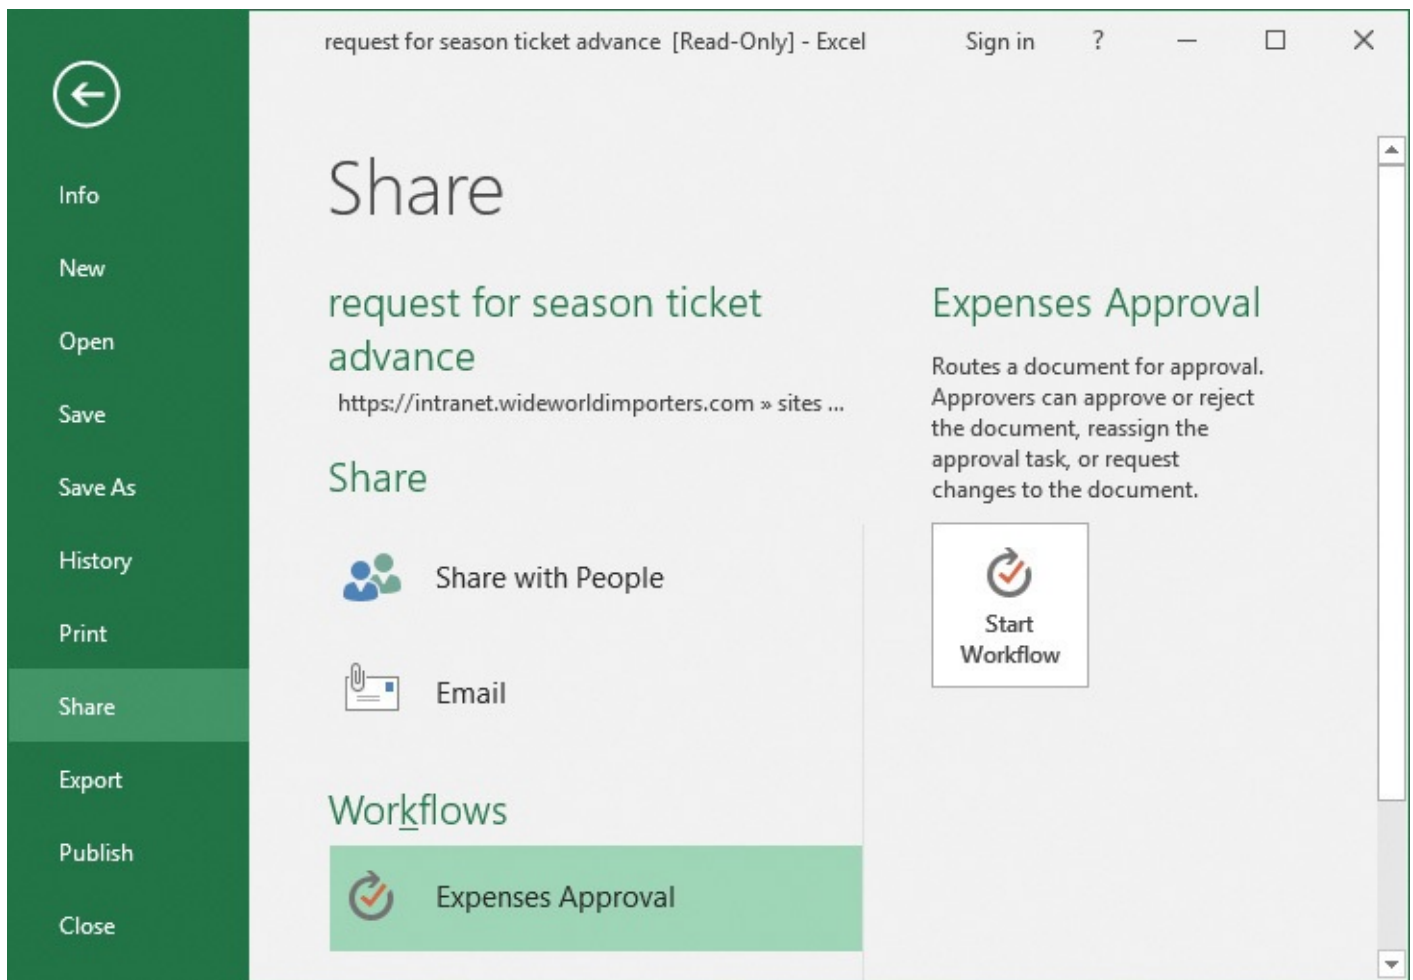 request for season ticket advance  [Read-Only] - Excel
Sign in
?
Info
New
Open
Save
Save As
History
Print
Share
Export
Publish
Close
Share
request for season ticket
advance
https://intranet.wideworldimporters.com » sites ...
Share
Share with People
Email
Workflows
Expenses Approval
Expenses Approval
Routes a document for approval.
Approvers can approve or reject
the document, reassign the
approval task, or request
changes to the document.
Start
Workflow